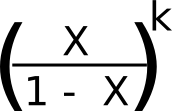 (X / (1 - X))^k